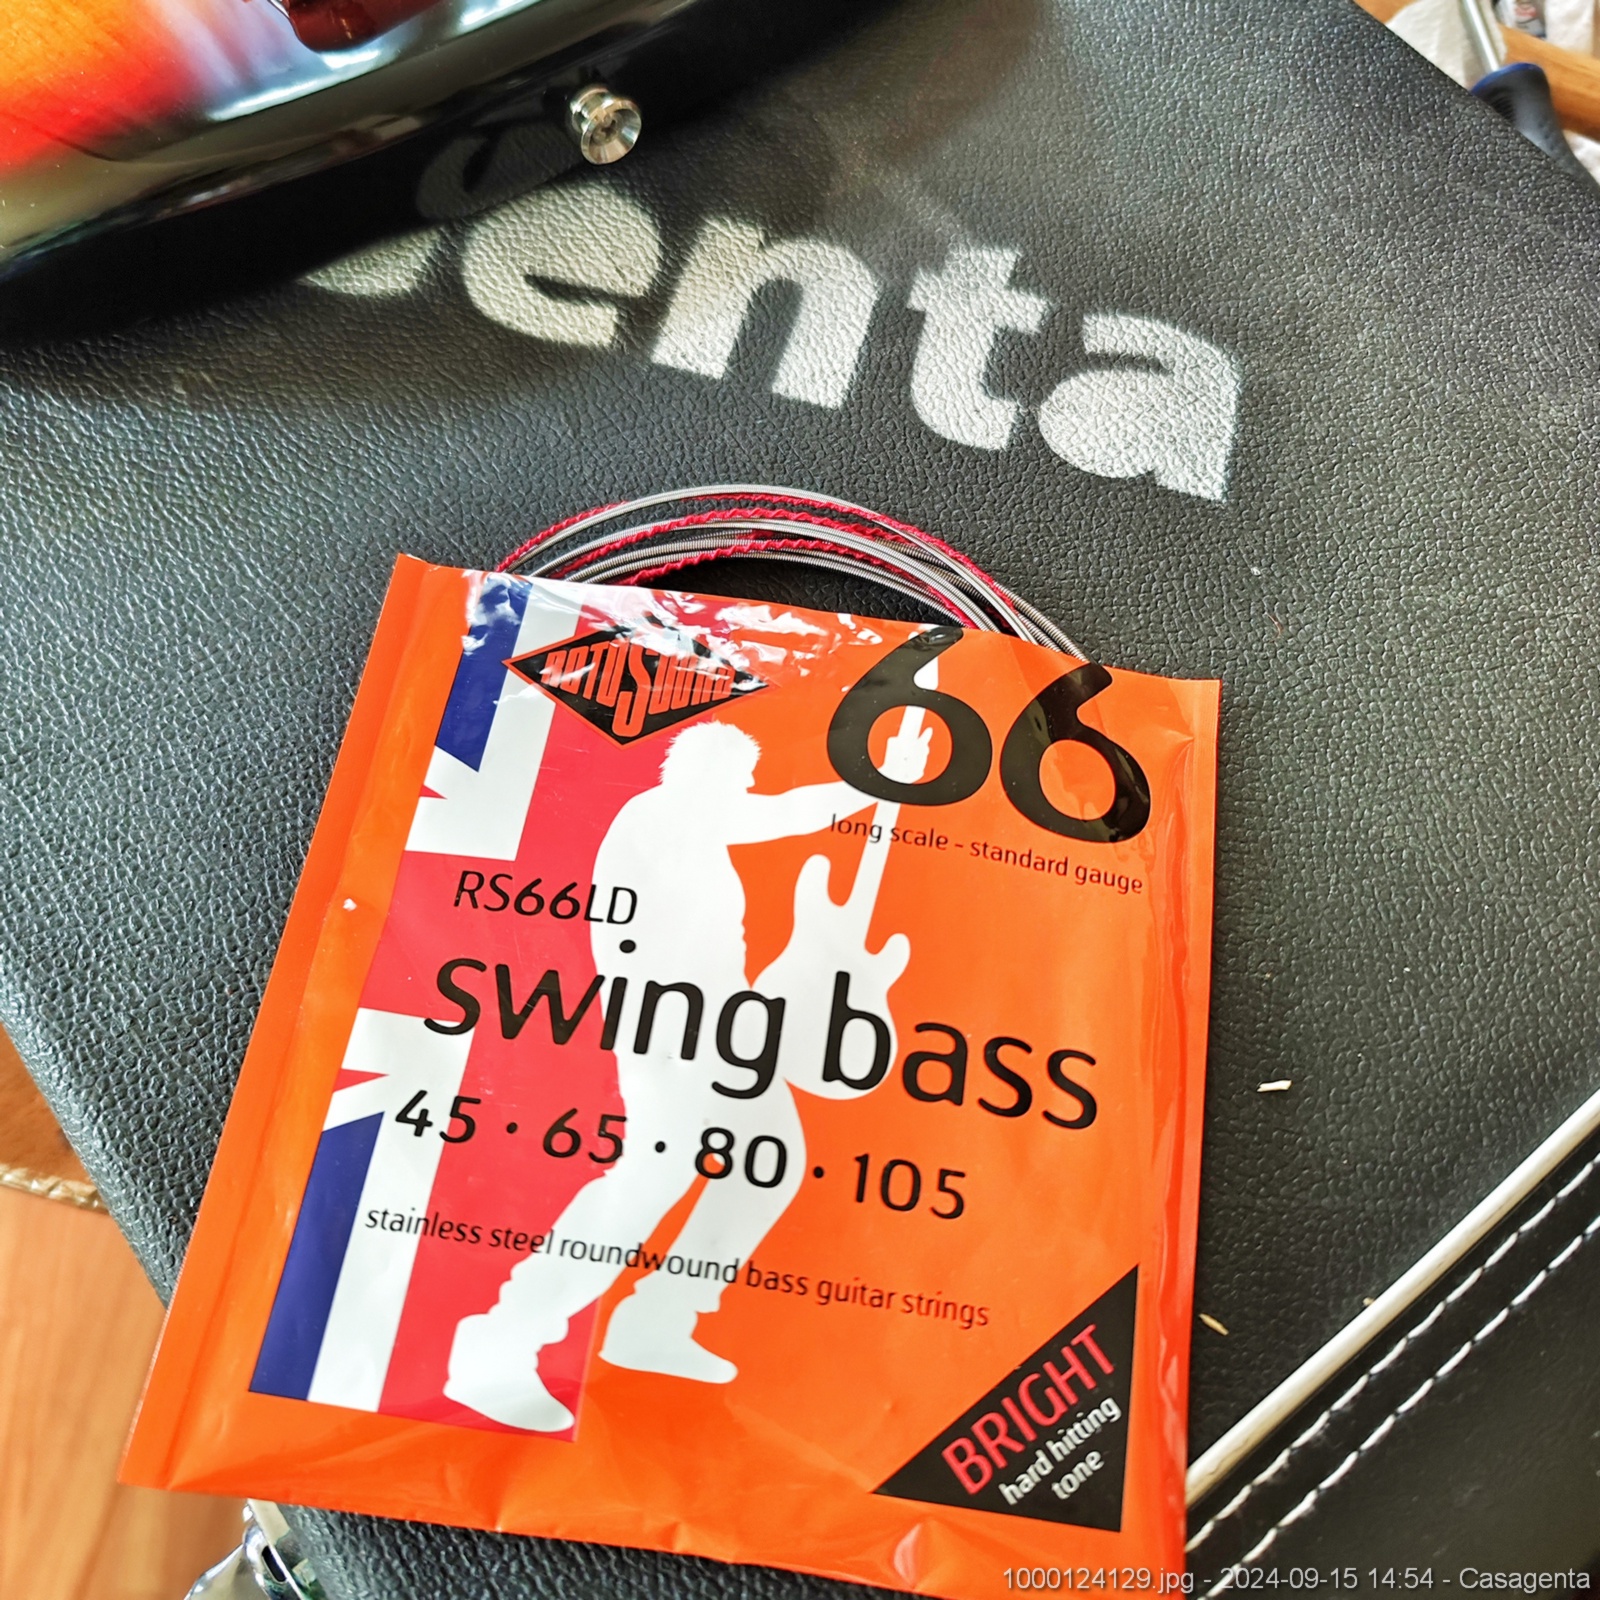 enta
ROTOSOUND
66
long scale - standard gauge
RS66LD
swing bass
45 · 65 · 80 · 105
stainless steel roundwound bass guitar strings
BRIGHT
hard hitting
tone
1000124129.jpg - 2024-09-15 14:54 - Casagenta